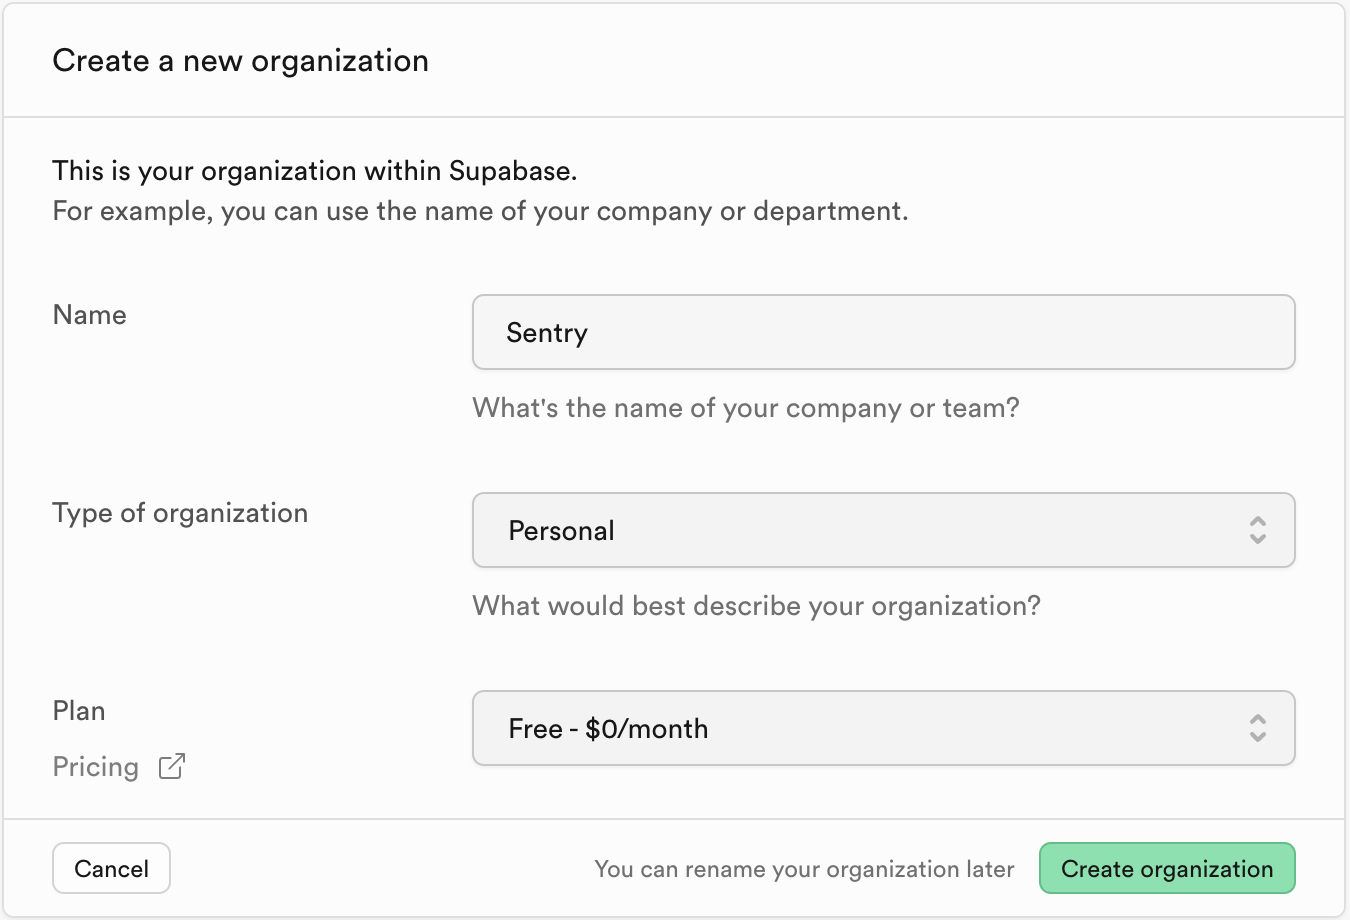 Create a new organization
This is your organization within Supabase.
For example, you can use the name of your company or department.
Name
Sentry
What's the name of your company or team?
Type of organization
Personal
What would best describe your organization?
Plan
Free - $0/month
Pricing
Cancel
You can rename your organization later
Create organization